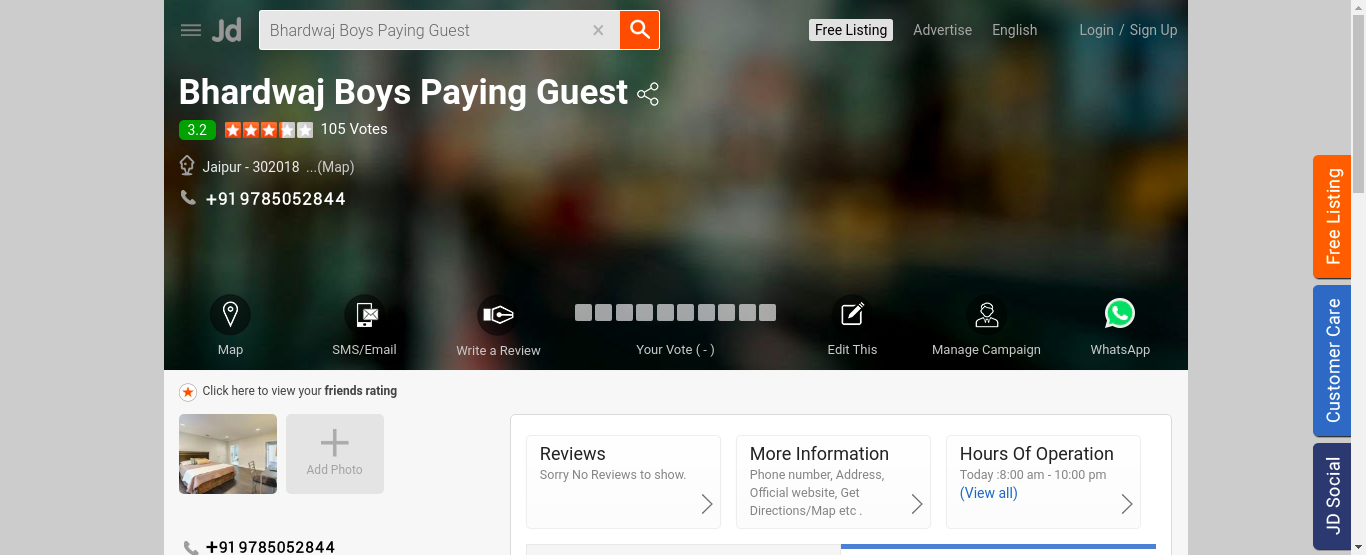 Jd
Bhardwaj Boys Paying Guest
Free Listing
Advertise
English
Login / Sign Up
Bhardwaj Boys Paying Guest
3.2
105 Votes
Jaipur - 302018 ...(Map)
+919785052844
Map
SMS/Email
Write a Review
Your Vote ( - )
Edit This
Manage Campaign
WhatsApp
Click here to view your friends rating
Add Photo
Reviews
Sorry No Reviews to show.
More Information
Phone number, Address,
Official website, Get
Directions/Map etc .
Hours Of Operation
Today :8:00 am - 10:00 pm
(View all)
+919785052844
Free Listing
Customer Care
JD Social